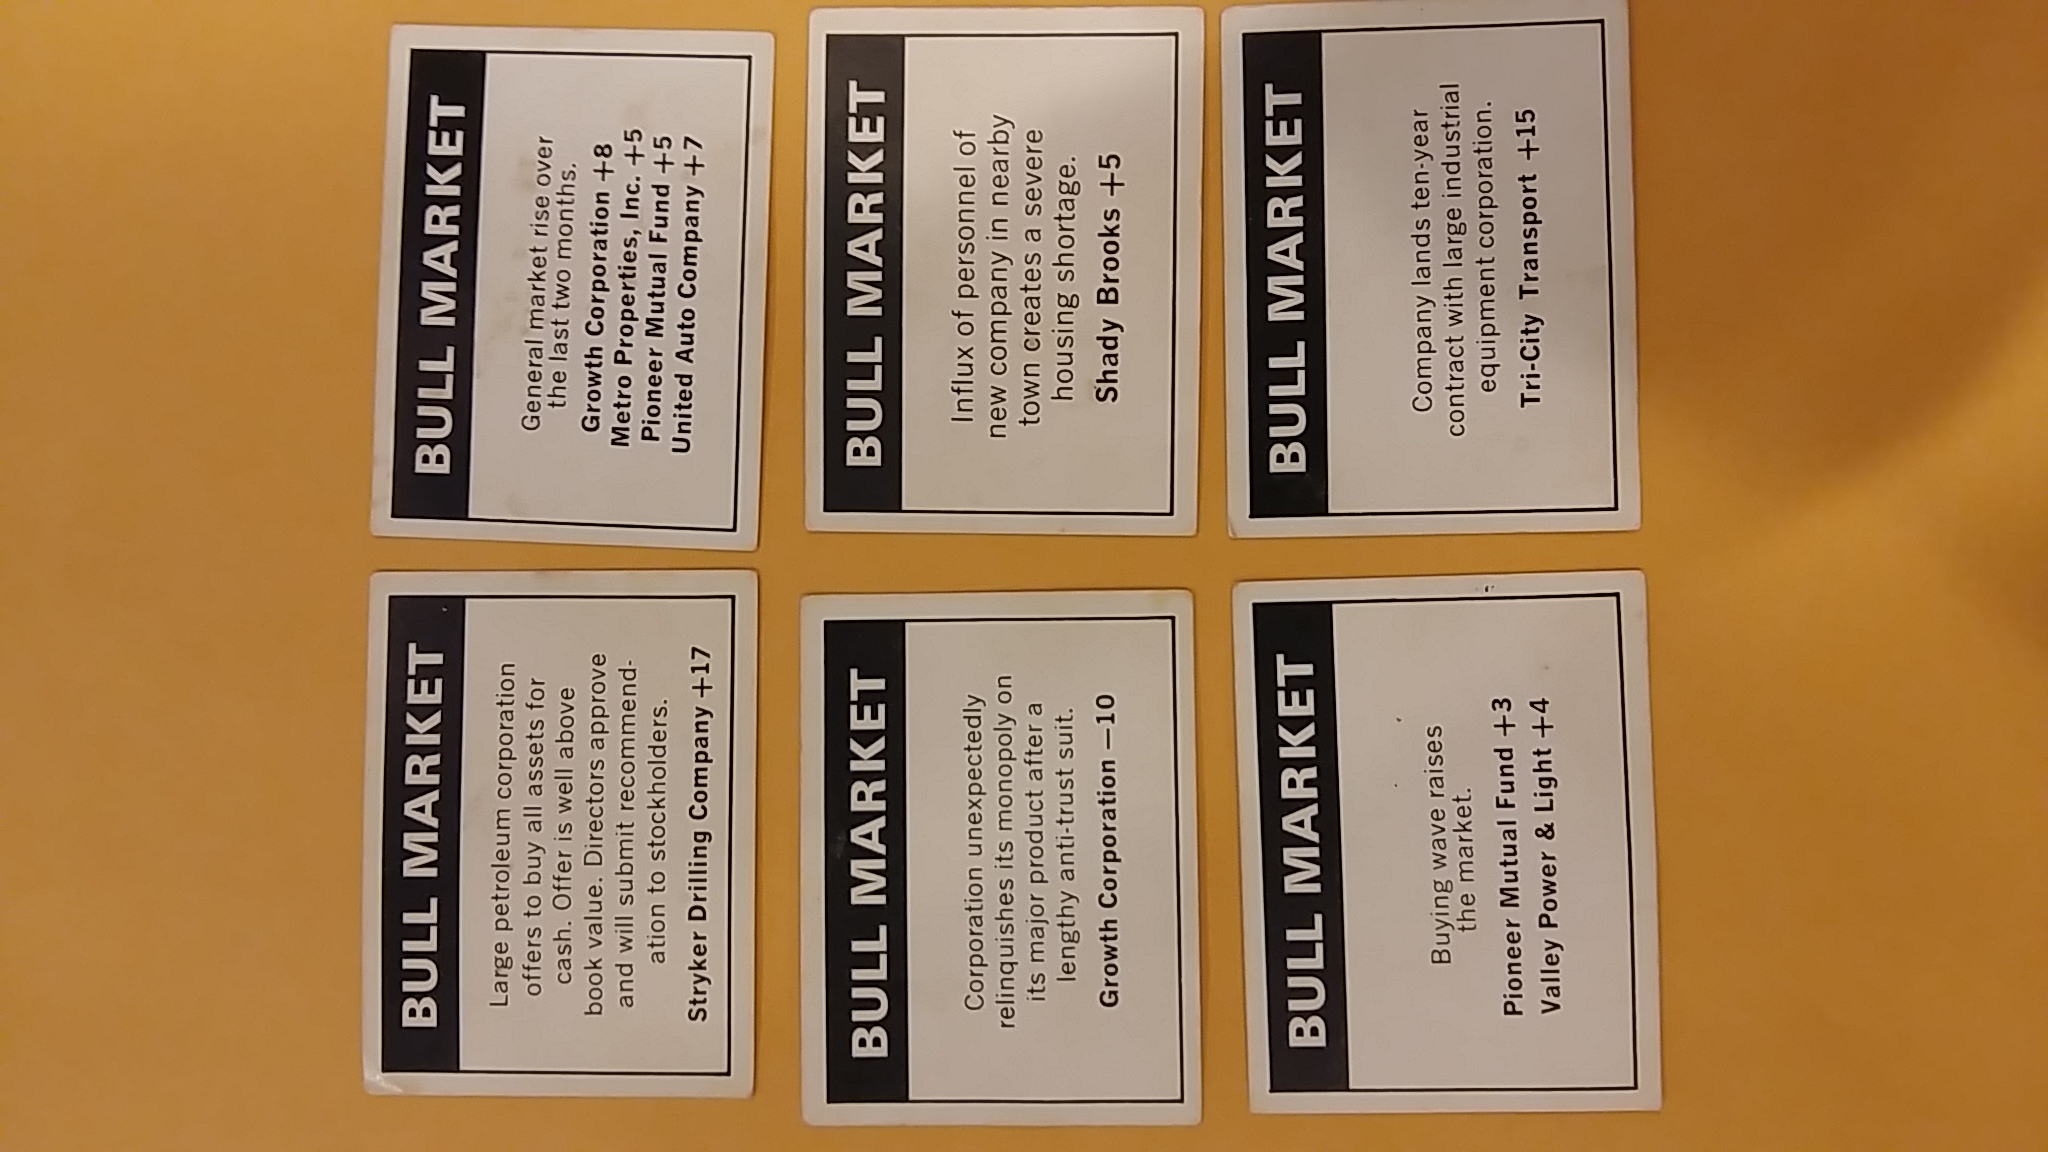 BULL MARKET
Large petroleum corporation
offers to buy all assets for
cash. Offer is well above
book value. Directors approve
and will submit recommend-
ation to stockholders.
Stryker Drilling Company +17
BULL MARKET
General market rise over
the last two months.
Growth Corporation +8
Metro Properties, Inc. +5
Pioneer Mutual Fund +5
United Auto Company +7
BULL MARKET
Corporation unexpectedly
relinquishes its monopoly on
its major product after a
lengthy anti-trust suit.
Growth Corporation —10
BULL MARKET
Influx of personnel of
new company in nearby
town creates a severe
housing shortage.
Shady Brooks +5
BULL MARKET
Buying wave raises
the market.
Pioneer Mutual Fund +3
Valley Power & Light +4
BULL MARKET
Company lands ten-year
contract with large industrial
equipment corporation.
Tri-City Transport +15